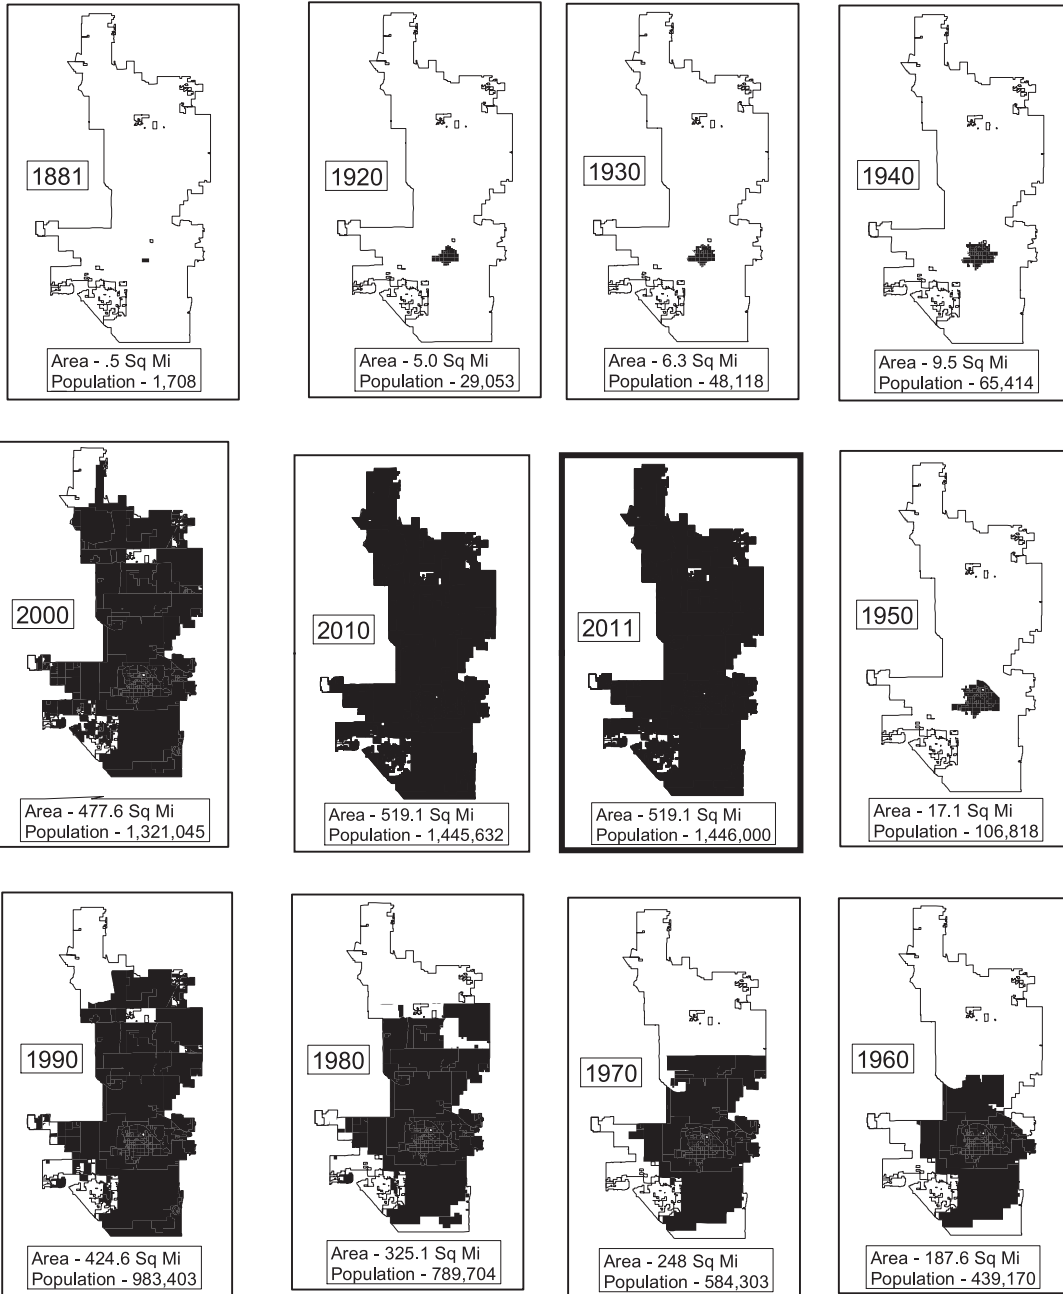 1881
Area - .5 Sq Mi
Population - 1,708
1920
Area - 5.0 Sq Mi
Population - 29,053
1930
Area - 6.3 Sq Mi
Population - 48,118
1940
Area - 9.5 Sq Mi
Population - 65,414
2000
Area - 477.6 Sq Mi
Population - 1,321,045
2010
Area - 519.1 Sq Mi
Population - 1,445,632
2011
Area - 519.1 Sq Mi
Population - 1,446,000
1950
Area - 17.1 Sq Mi
Population - 106,818
1990
Area - 424.6 Sq Mi
Population - 983,403
1980
Area - 325.1 Sq Mi
Population - 789,704
1970
Area - 248 Sq Mi
Population - 584,303
1960
Area - 187.6 Sq Mi
Population - 439,170